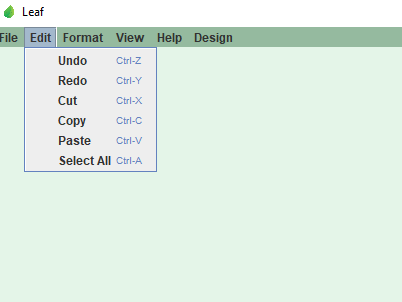 Leaf
File Edit Format View Help Design
Undo Ctrl-Z
Redo Ctrl-Y
Cut Ctrl-X
Copy Ctrl-C
Paste Ctrl-V
Select All Ctrl-A